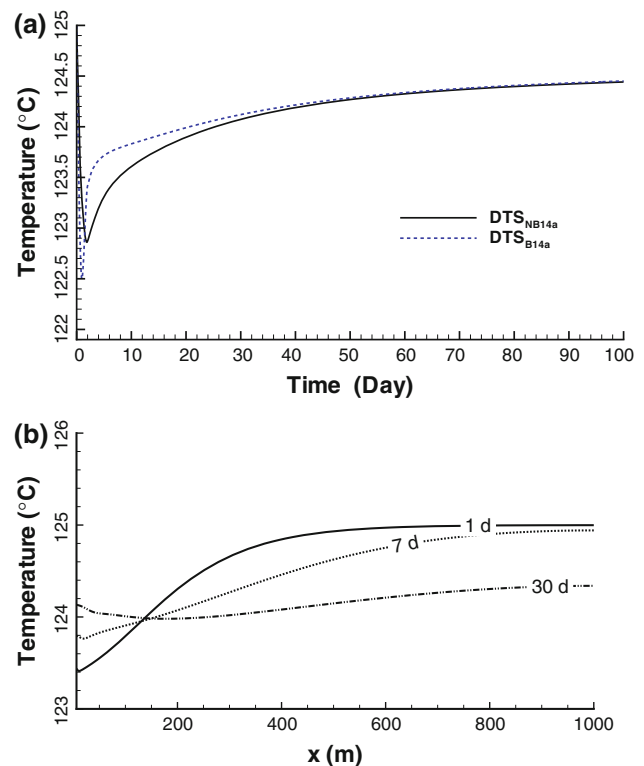 (a)
125
124.5
124
123.5
123
122.5
122
Temperature (°C)
DTS_NB14a
DTS_B14a
0 10 20 30 40 50 60 70 80 90 100
Time (Day)
(b)
126
125
124
123
Temperature (°C)
1 d
7 d
30 d
200 400 600 800 1000
x (m)